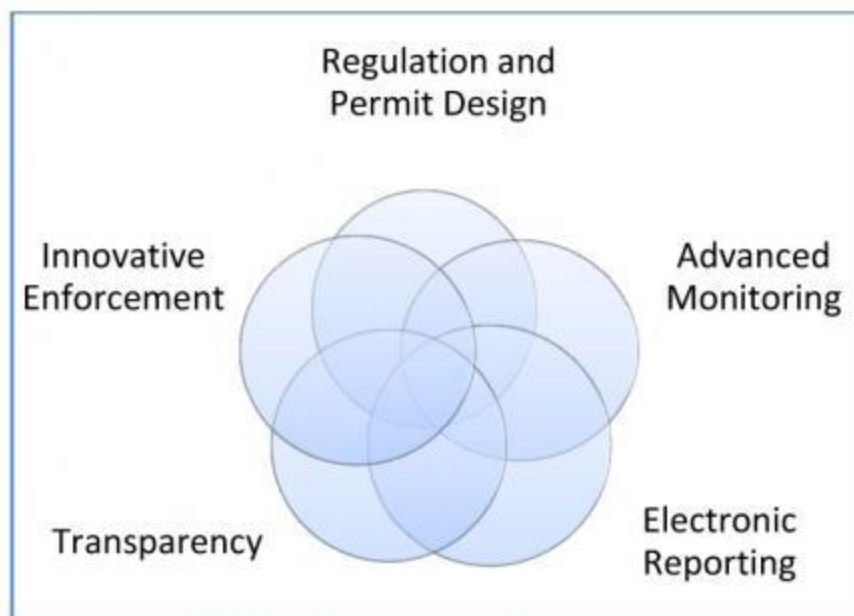 Regulation and
Permit Design
Innovative
Enforcement
Advanced
Monitoring
Transparency
Electronic
Reporting